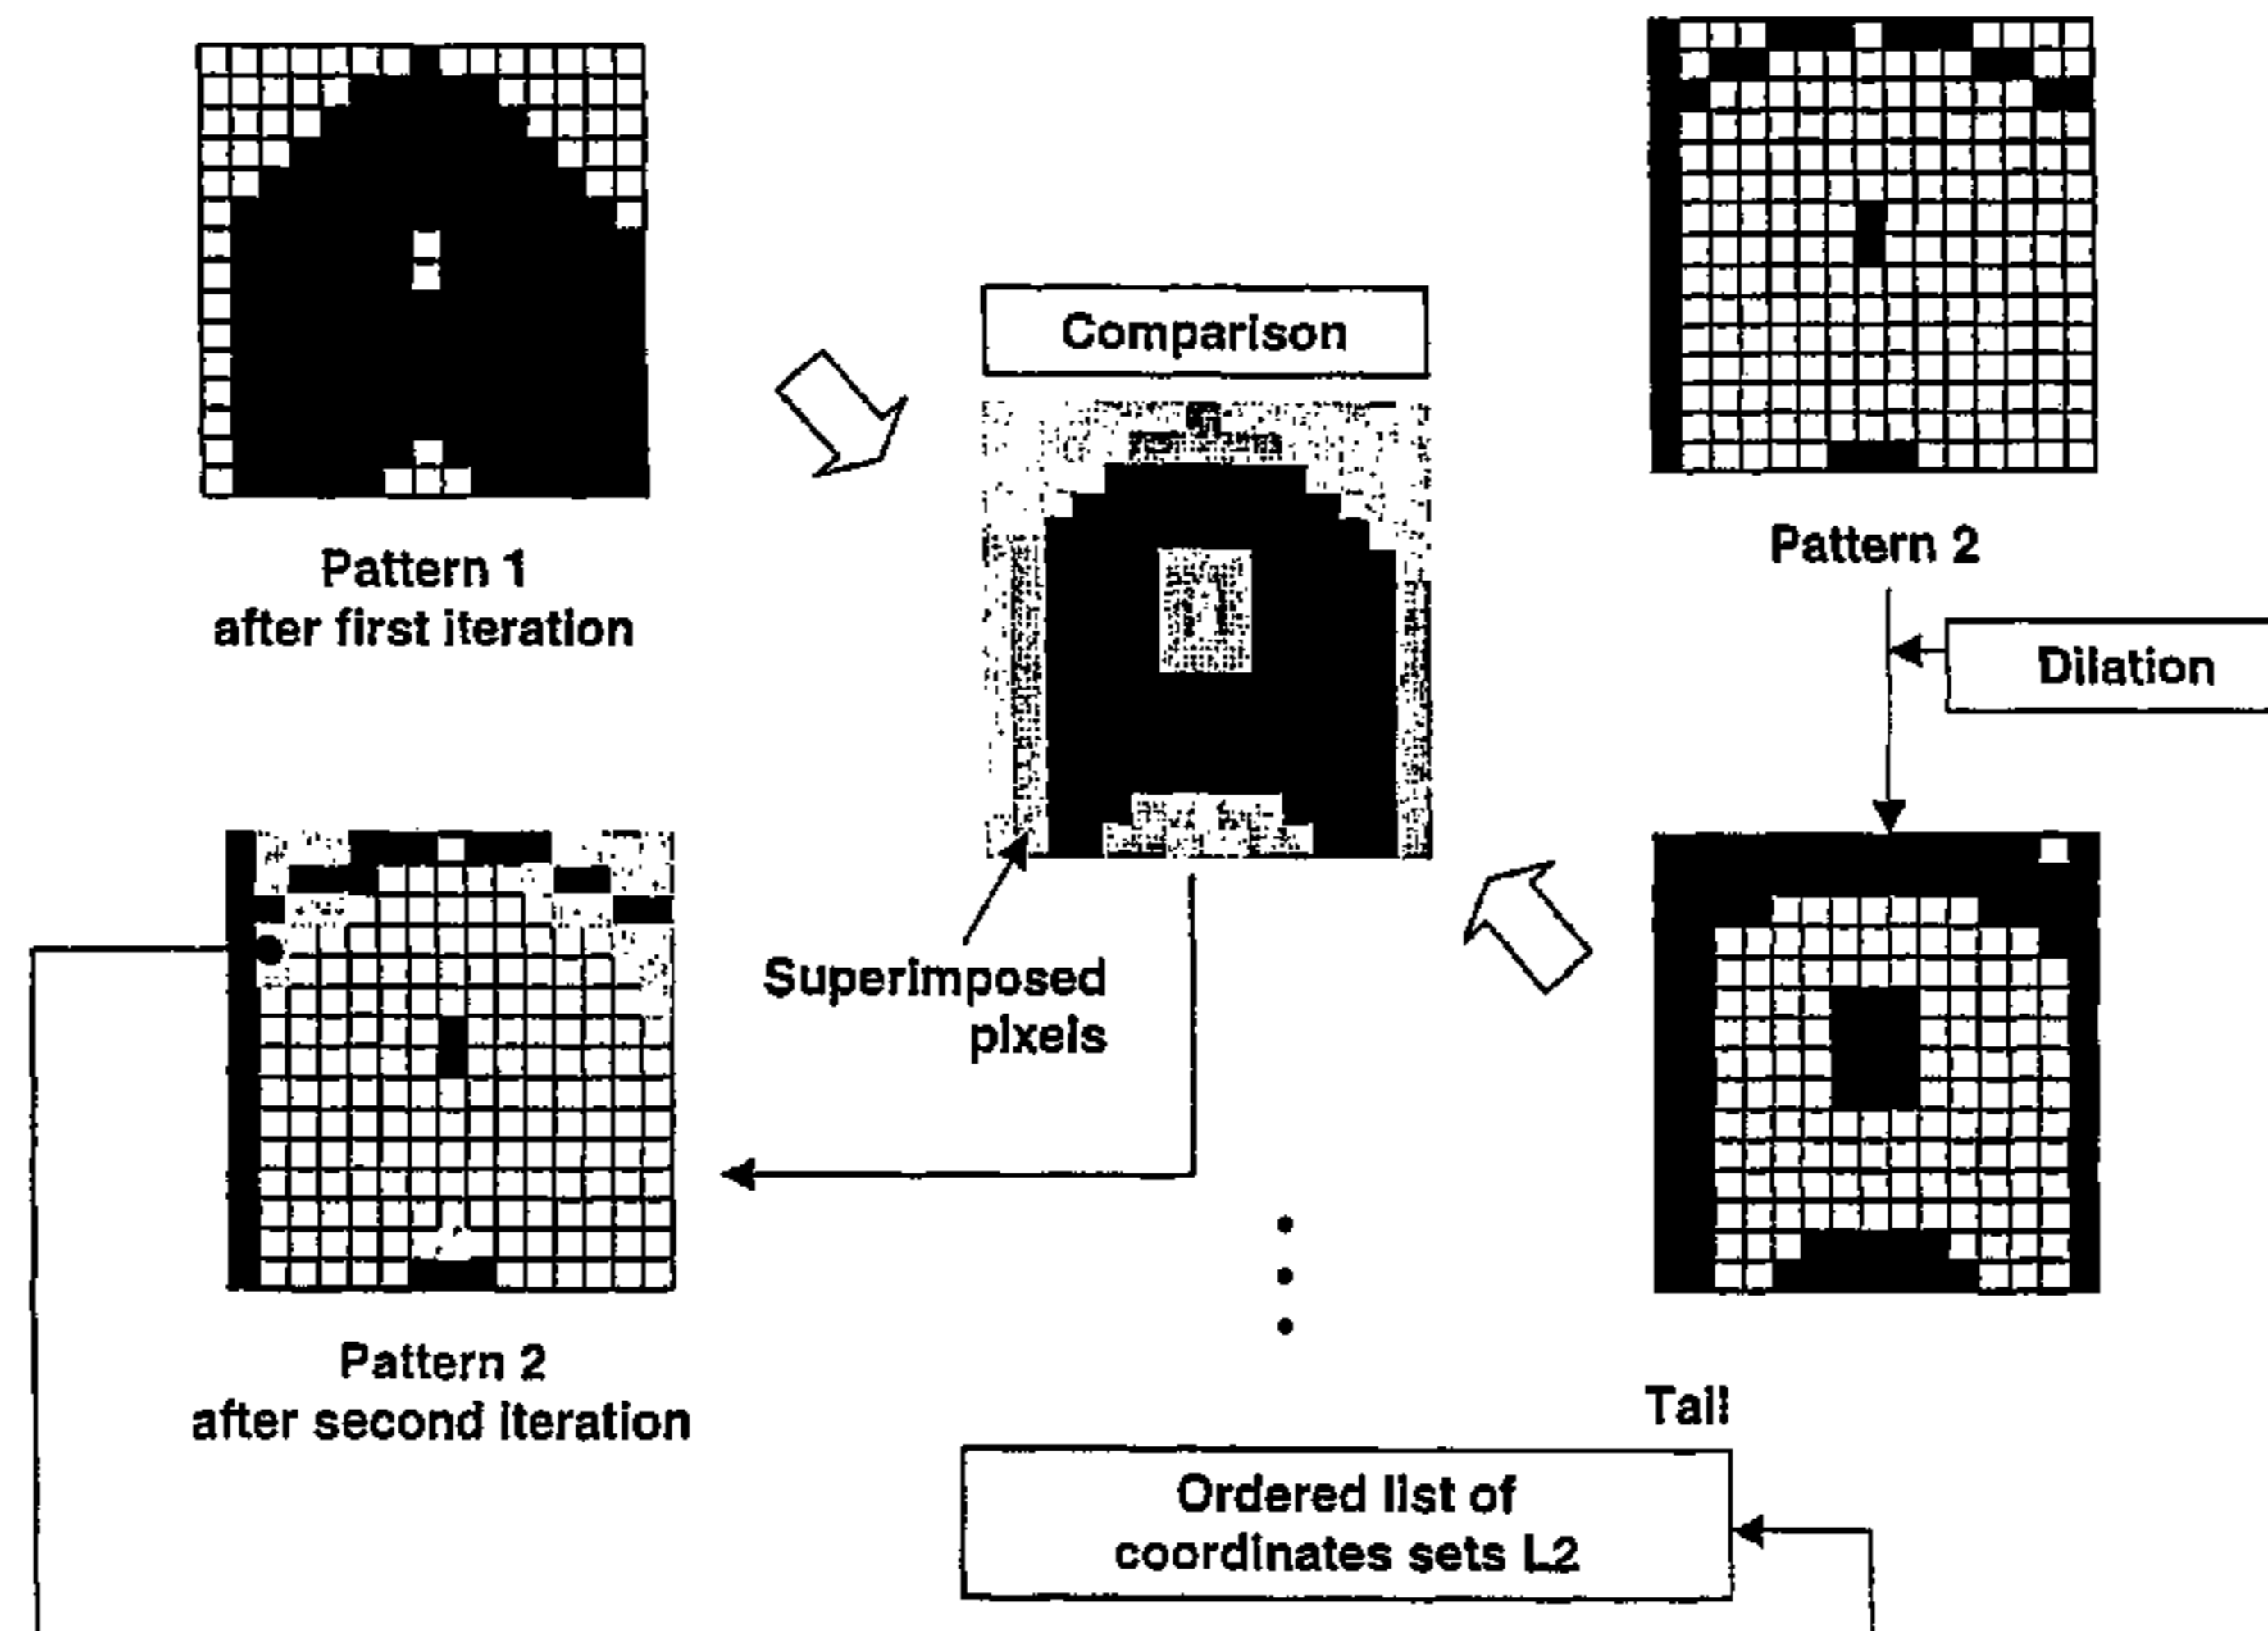 Comparison
Pattern 1
after first iteration
Pattern 2
Dilation
Superimposed
pixels
Pattern 2
after second iteration
Tail
Ordered list of
coordinates sets L2